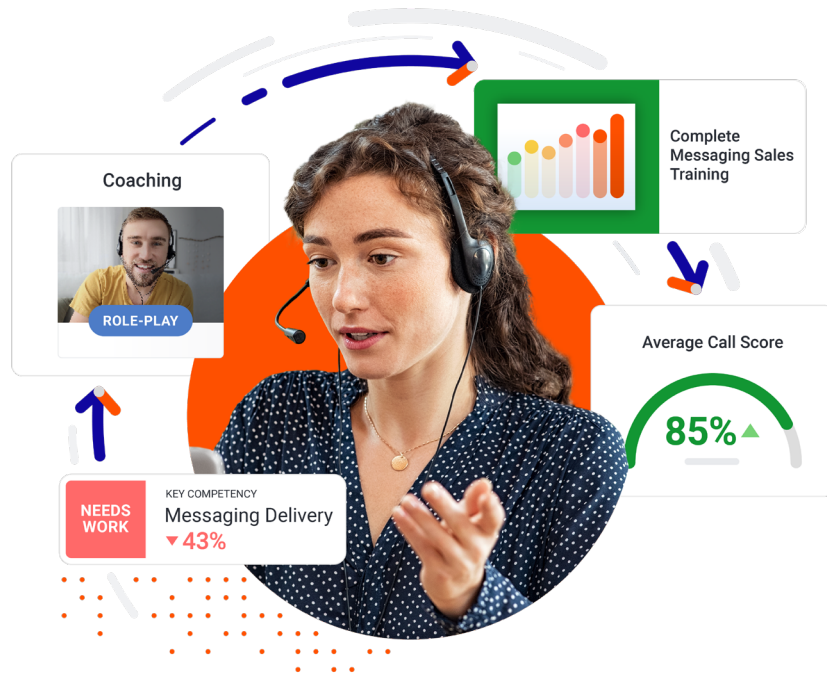 Coaching
ROLE-PLAY
Complete
Messaging Sales
Training
Average Call Score
85%
NEEDS
WORK
KEY COMPETENCY
Messaging Delivery
43%